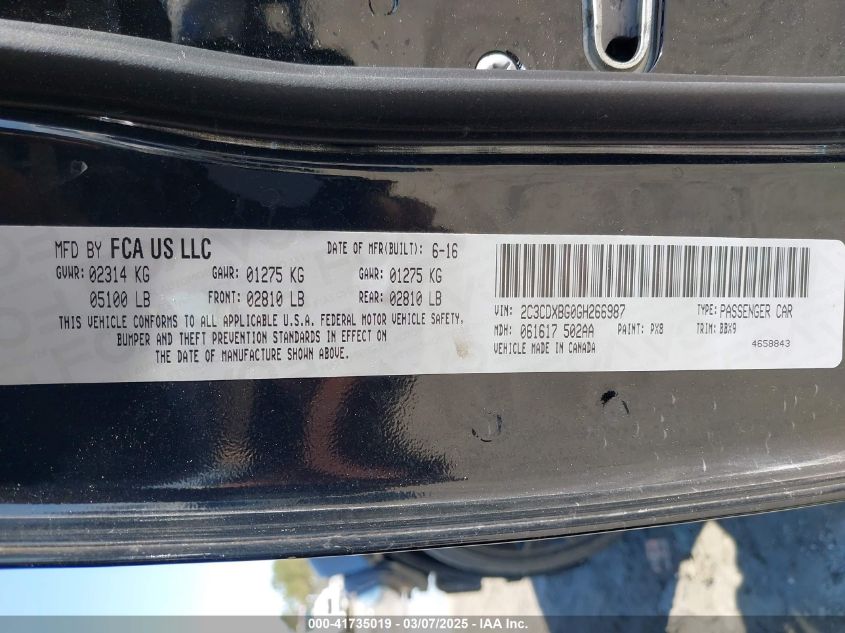 MFD BY FCA US LLC DATE OF MFR(BUILT): 6-16
GVWR: 02314 KG GAWR: 01275 KG GAWR: 01275 KG
05100 LB FRONT: 02810 LB REAR: 02810 LB
THIS VEHICLE CONFORMS TO ALL APPLICABLE U.S.A. FEDERAL MOTOR VEHICLE SAFETY,
BUMPER AND THEFT PREVENTION STANDARDS IN EFFECT ON
THE DATE OF MANUFACTURE SHOWN ABOVE.
VIN: 2C3CDXBG0GH266987 TYPE: PASSENGER CAR
MDH: 061617 502AA PAINT: PX8 TRIM: BBX9
VEHICLE MADE IN CANADA 4658843
000-41735019 — 03/07/2025 — IAA Inc.